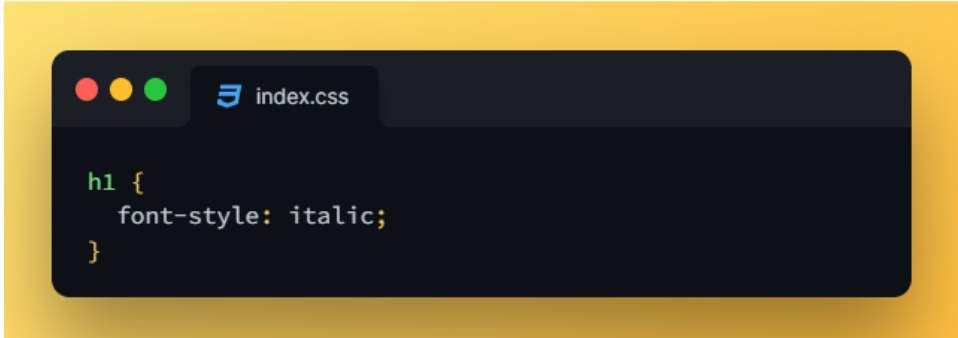 index.css
h1 {
  font-style: italic;
}